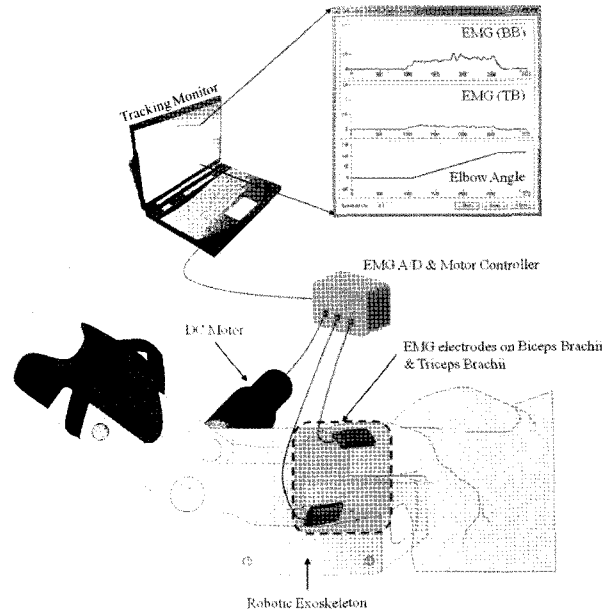 EMG (BB)
Tracking Monitor
EMG (TB)
Elbow Angle
EMG A/D & Motor Controller
DC Motor
EMG electrodes on Biceps Brachii
& Triceps Brachii
Robotic Exoskeleton